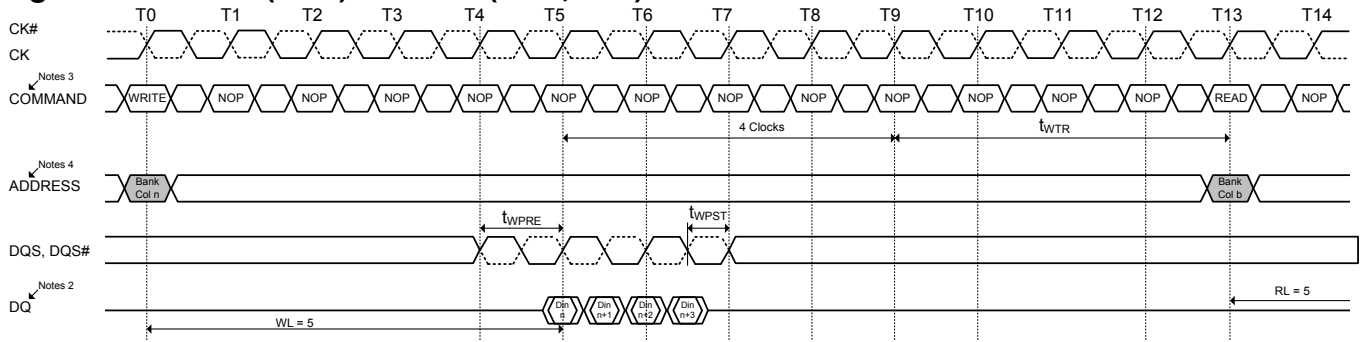 T0 T1 T2 T3 T4 T5 T6 T7 T8 T9 T10 T11 T12 T13 T14
CK#
CK
Notes 3
COMMAND WRITE NOP NOP NOP NOP NOP NOP NOP NOP NOP NOP NOP NOP READ NOP
4 Clocks tWTR
Notes 4
ADDRESS
Bank Bank
Col n Col b
tWPRE tWPST
DQS, DQS#
Notes 2
DQ
Din Din Din Din
n n+1 n+2 n+3
RL = 5
WL = 5